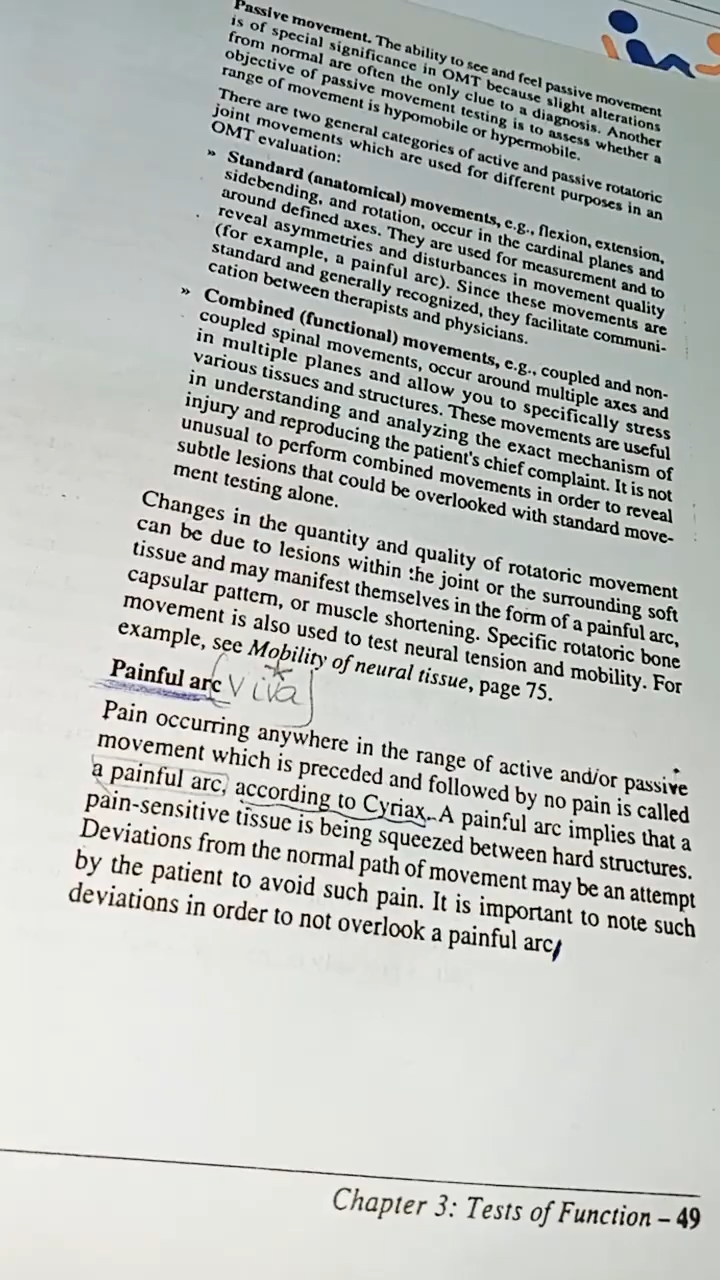 Passive movement. The ability to see and feel passive movement
is of special significance in OMT because slight alterations
from normal are often the only clue to a diagnosis. Another
objective of passive movement testing is to assess whether a
range of movement is hypomobile or hypermobile.
There are two general categories of active and passive rotatoric
joint movements which are used for different purposes in an
OMT evaluation:
» Standard (anatomical) movements, e.g., flexion, extension,
sidebending, and rotation, occur in the cardinal planes and
around defined axes. They are used for measurement and to
reveal asymmetries and disturbances in movement quality
(for example, a painful arc). Since these movements are
standard and generally recognized, they facilitate communi-
cation between therapists and physicians.
» Combined (functional) movements, e.g., coupled and non-
coupled spinal movements, occur around multiple axes and
in multiple planes and allow you to specifically stress
various tissues and structures. These movements are useful
in understanding and analyzing the exact mechanism of
injury and reproducing the patient's chief complaint. It is not
unusual to perform combined movements in order to reveal
subtle lesions that could be overlooked with standard move-
ment testing alone.
Changes in the quantity and quality of rotatoric movement
can be due to lesions within the joint or the surrounding soft
tissue and may manifest themselves in the form of a painful arc,
capsular pattern, or muscle shortening. Specific rotatoric bone
movement is also used to test neural tension and mobility. For
example, see Mobility of neural tissue, page 75.
Painful arc (viva)
Pain occurring anywhere in the range of active and/or passive
movement which is preceded and followed by no pain is called
a painful arc, according to Cyriax. A painful arc implies that a
pain-sensitive tissue is being squeezed between hard structures.
Deviations from the normal path of movement may be an attempt
by the patient to avoid such pain. It is important to note such
deviations in order to not overlook a painful arc,
Chapter 3: Tests of Function – 49